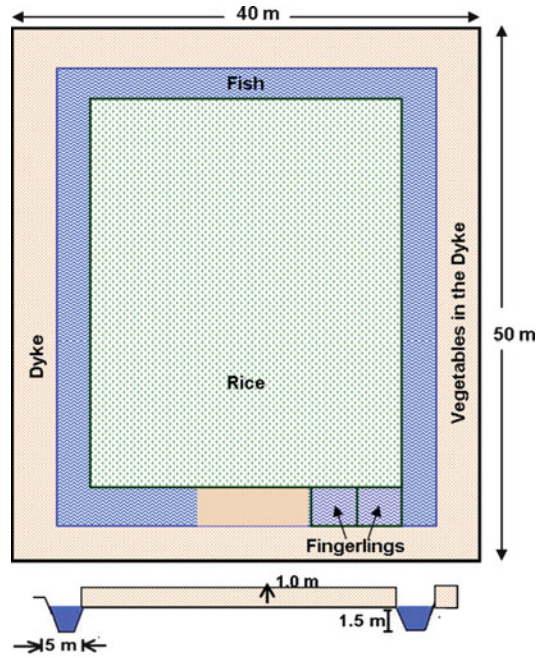 40 m
Fish
Dyke
Vegetables in the Dyke
50 m
Rice
Fingerlings
1.0 m
1.5 m
5 m